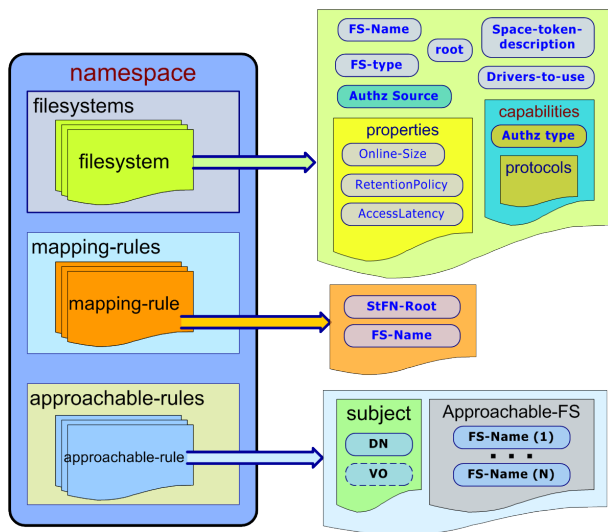 namespace
filesystems
filesystem
mapping-rules
mapping-rule
approachable-rules
approachable-rule
FS-Name
root
Space-token-
description
FS-type
Drivers-to-use
Authz Source
properties
Online-Size
RetentionPolicy
AccessLatency
capabilities
Authz type
protocols
StFN-Root
FS-Name
subject
DN
VO
Approachable-FS
FS-Name (1)
. . .
FS-Name (N)